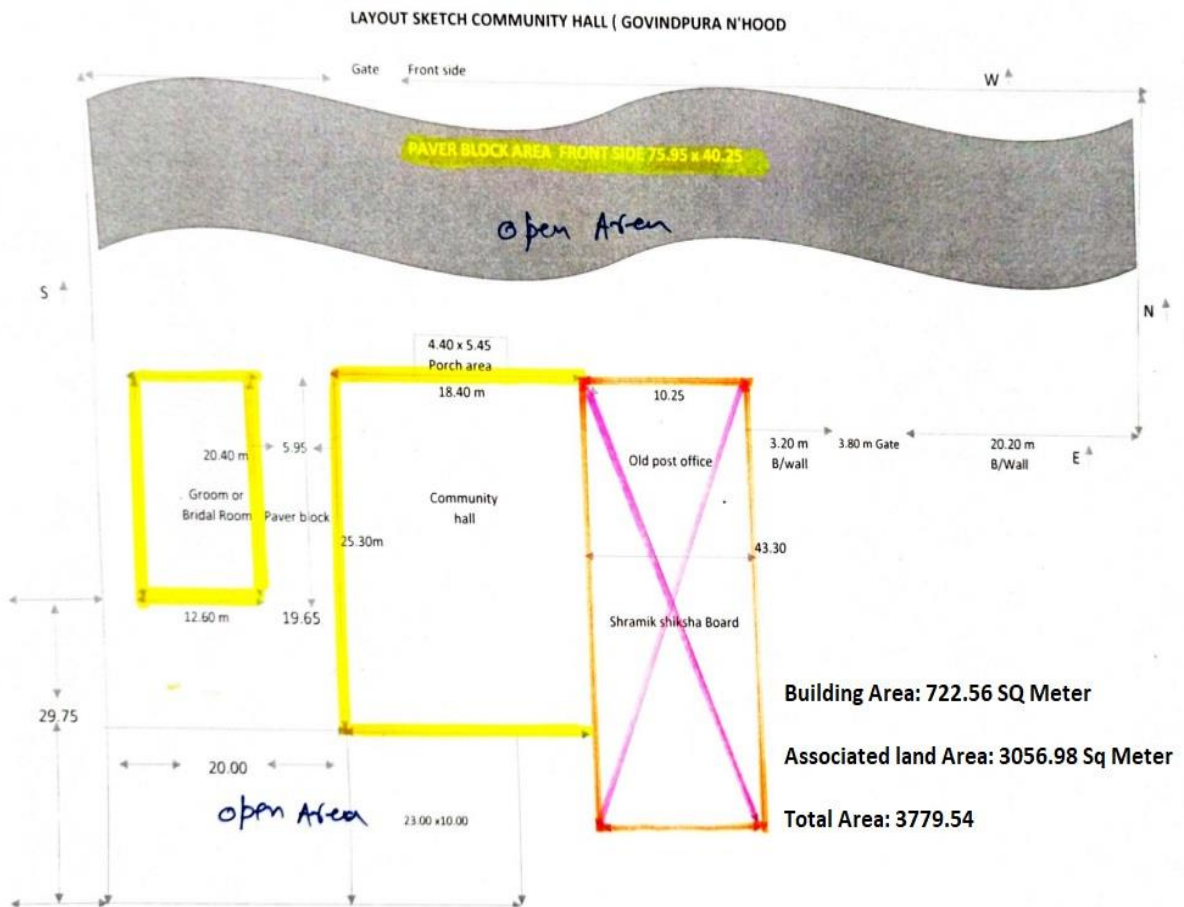 LAYOUT SKETCH COMMUNITY HALL ( GOVINDPURA N'HOOD
Gate Front side
W
PAVER BLOCK AREA FRONT SIDE 75.95 x 40.25
open Area
S
N
4.40 x 5.45
Porch area
18.40 m
10.25
20.40 m
5.95
Old post office
3.20 m
B/wall
3.80 m Gate
20.20 m
B/Wall
E
Groom or
Bridal Room
Paver block
Community
hall
25.30m
43.30
12.60 m
19.65
Shramik shiksha Board
29.75
Building Area: 722.56 SQ Meter
Associated land Area: 3056.98 Sq Meter
20.00
open Area
23.00 x10.00
Total Area: 3779.54